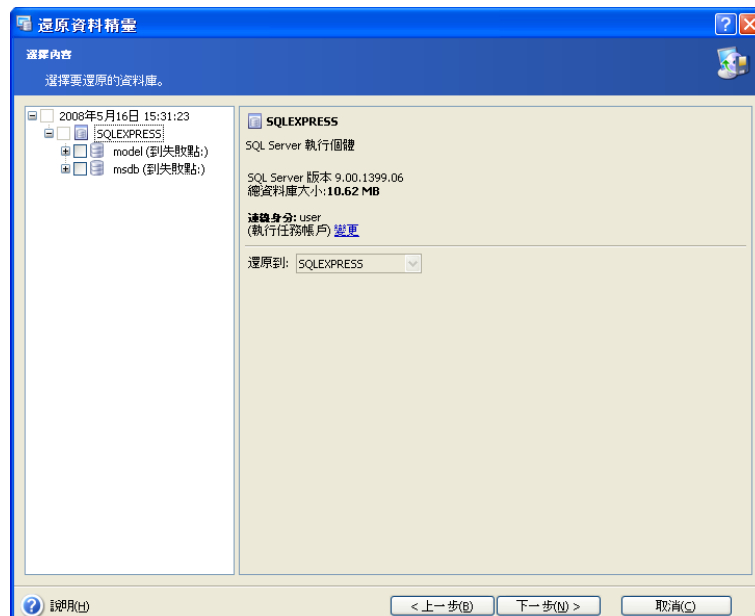 還原資料精靈
選擇內容
選擇要還原的資料庫。
2008年5月16日 15:31:23
SQLEXPRESS
model (到失敗點:)
msdb (到失敗點:)
SQLEXPRESS
SQL Server 執行個體
SQL Server 版本 9.00.1399.06
總資料庫大小:10.62 MB
連線身分: user
(執行任務帳戶) 變更
還原到: SQLEXPRESS
說明(H)
< 上一步(B)
下一步(N) >
取消(C)